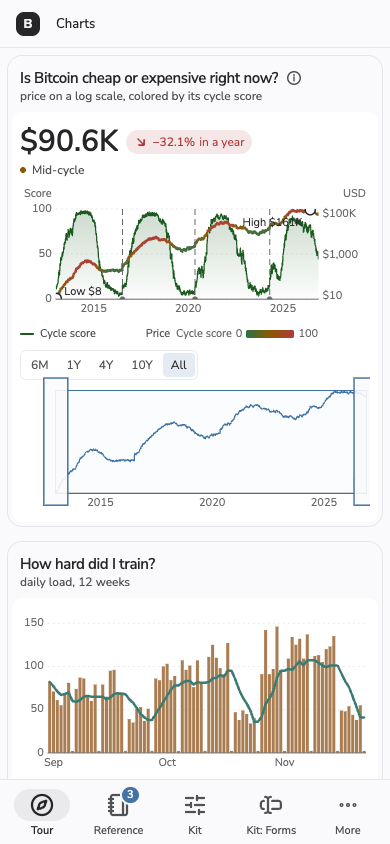 B Charts
Is Bitcoin cheap or expensive right now?
price on a log scale, colored by its cycle score
$90.6K −32.1% in a year
Mid-cycle
Score USD
100 $100K
50 $1,000
0 $10
High
Low $8
2015 2020 2025
Cycle score Price Cycle score 0 100
6M 1Y 4Y 10Y All
2015 2020 2025
How hard did I train?
daily load, 12 weeks
150
100
50
0
Sep Oct Nov
3
Tour Reference Kit Kit: Forms More